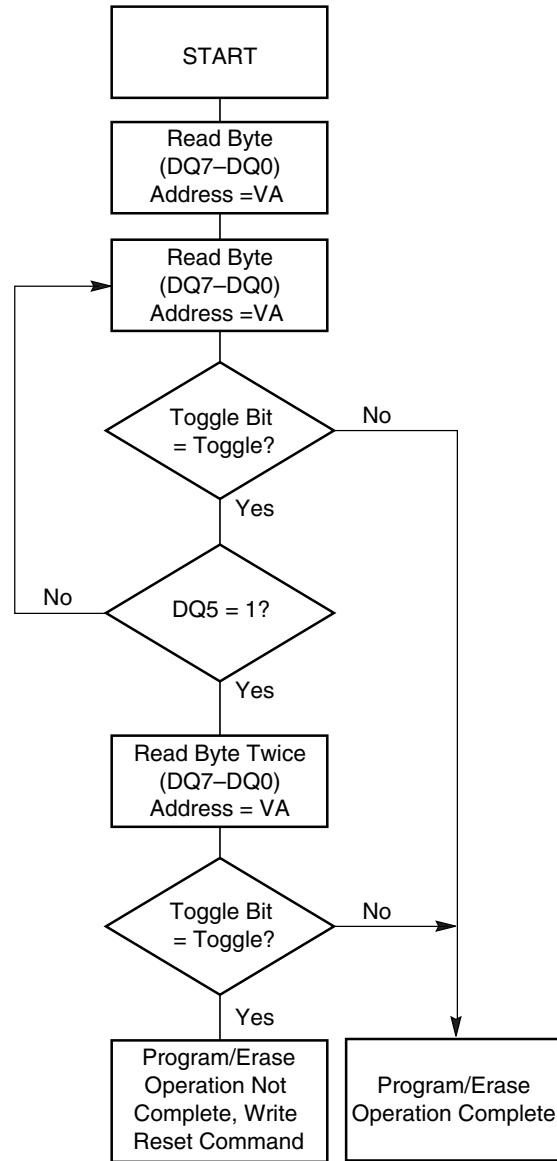 START
Read Byte
(DQ7–DQ0)
Address =VA
Read Byte
(DQ7–DQ0)
Address =VA
Toggle Bit
= Toggle?
No
Yes
No
DQ5 = 1?
Yes
Read Byte Twice
(DQ7–DQ0)
Address = VA
Toggle Bit
= Toggle?
No
Yes
Program/Erase
Operation Not
Complete, Write
Reset Command
Program/Erase
Operation Complete